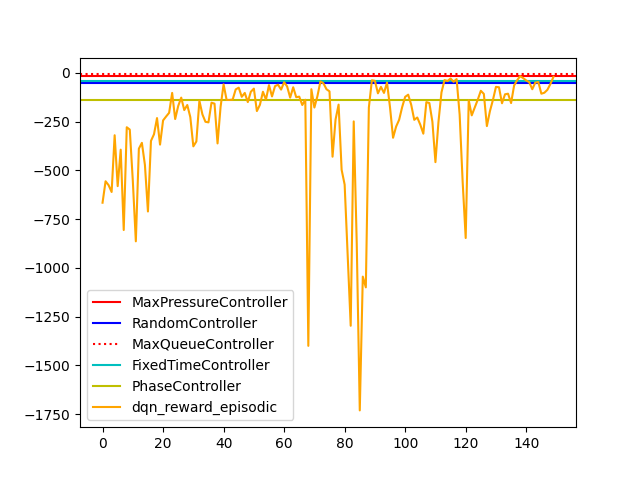 0
−250
−500
−750
−1000
−1250
−1500
−1750
MaxPressureController
RandomController
MaxQueueController
FixedTimeController
PhaseController
dqn_reward_episodic
0 20 40 60 80 100 120 140